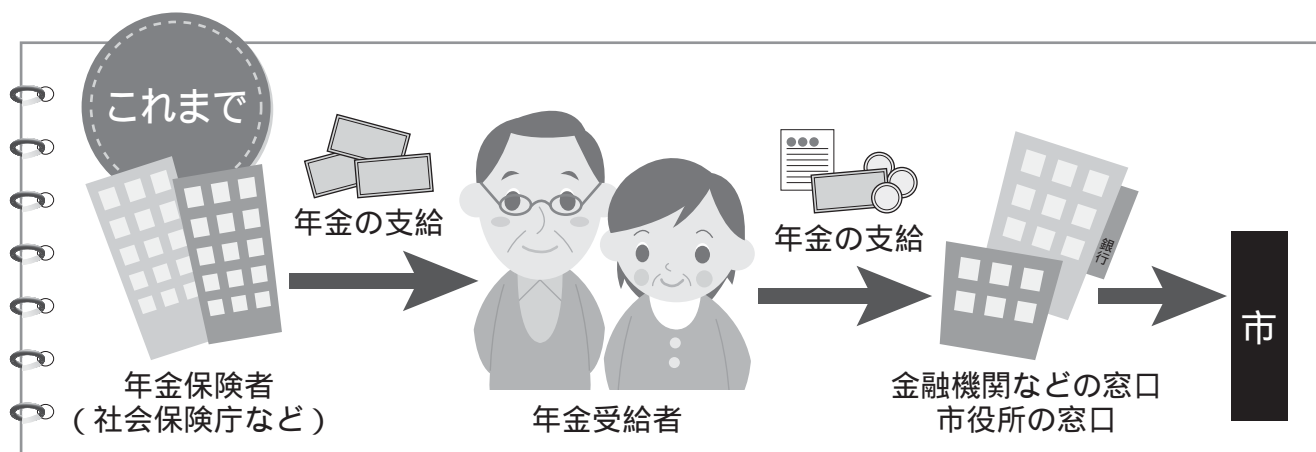 これまで
年金の支給
年金の支給
銀行
市
年金保険者
(社会保険庁など)
年金受給者
金融機関などの窓口
市役所の窓口